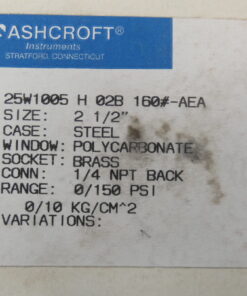 ASHCROFT®
Instruments
STRATFORD, CONNECTICUT
25W1005 H 02B 160#-AEA
SIZE: 2 1/2"
CASE: STEEL
WINDOW: POLYCARBONATE
SOCKET: BRASS
CONN: 1/4 NPT BACK
RANGE: 0/150 PSI
0/10 KG/CM^2
VARIATIONS: